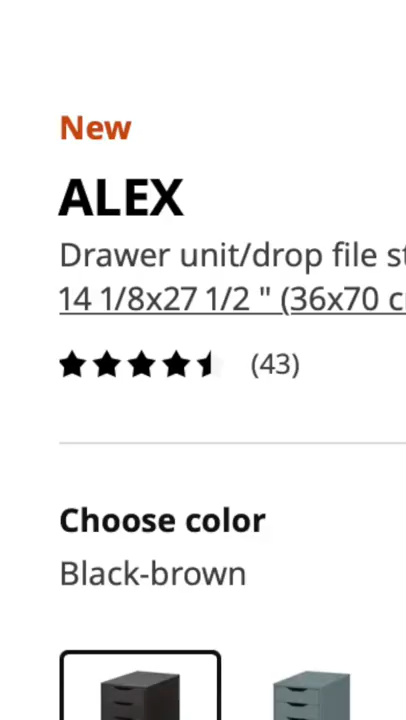 New
ALEX
Drawer unit/drop file
14 1/8x27 1/2 " (36x70
(43)
Choose color
Black-brown